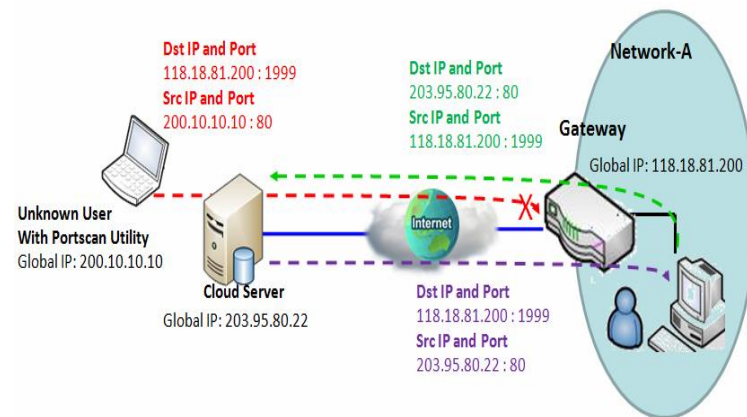 Dst IP and Port
118.18.81.200 : 1999
Src IP and Port
200.10.10.10 : 80
Dst IP and Port
203.95.80.22 : 80
Src IP and Port
118.18.81.200 : 1999
Network-A
Gateway
Global IP: 118.18.81.200
Unknown User
With Portscan Utility
Global IP: 200.10.10.10
Internet
Cloud Server
Global IP: 203.95.80.22
Dst IP and Port
118.18.81.200 : 1999
Src IP and Port
203.95.80.22 : 80